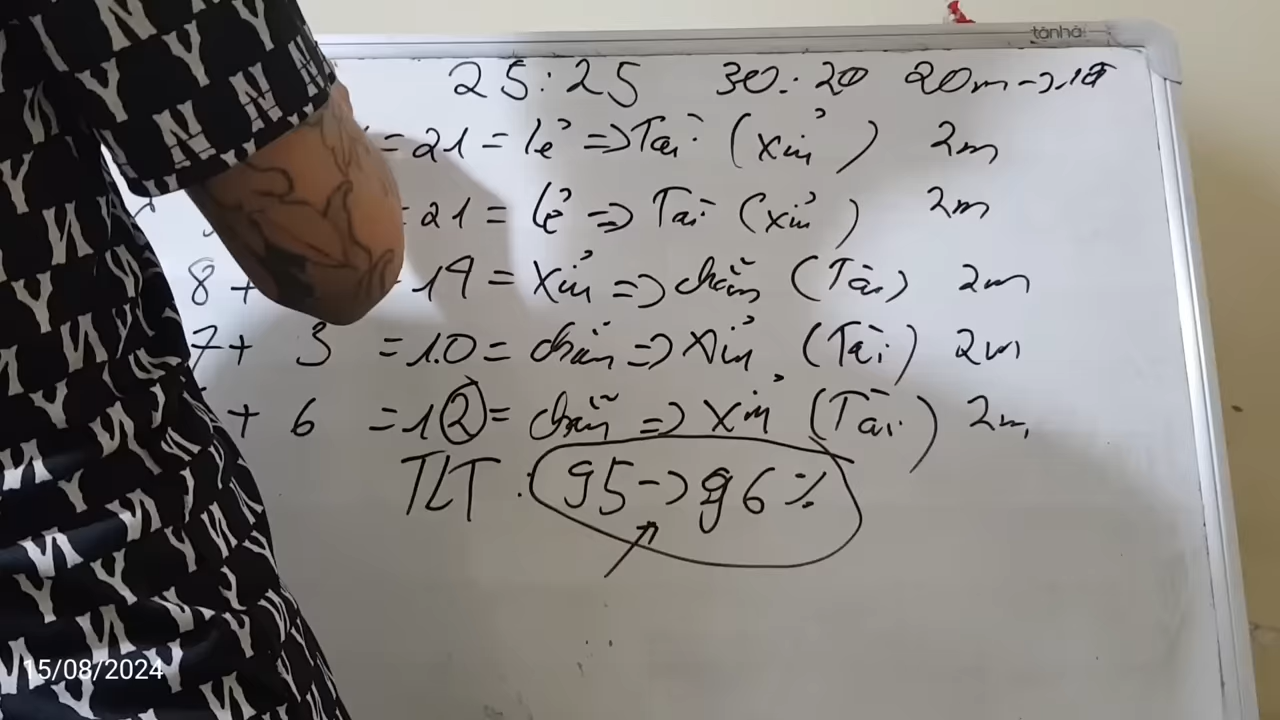 tânhà
25:25 30:20 20m->1tỏ
= 21 = lẻ => Tài (xỉu) 2m
= 21 = lẻ => Tài (xỉu) 2m
8 + 19 = xỉu => chẵn (Tài) 2m
7 + 3 = 10 = chẵn => xỉu (Tài) 2m
+ 6 = 12 = chẵn => xỉu (Tài) 2m
TLT: 95 -> 96%
15/08/2024